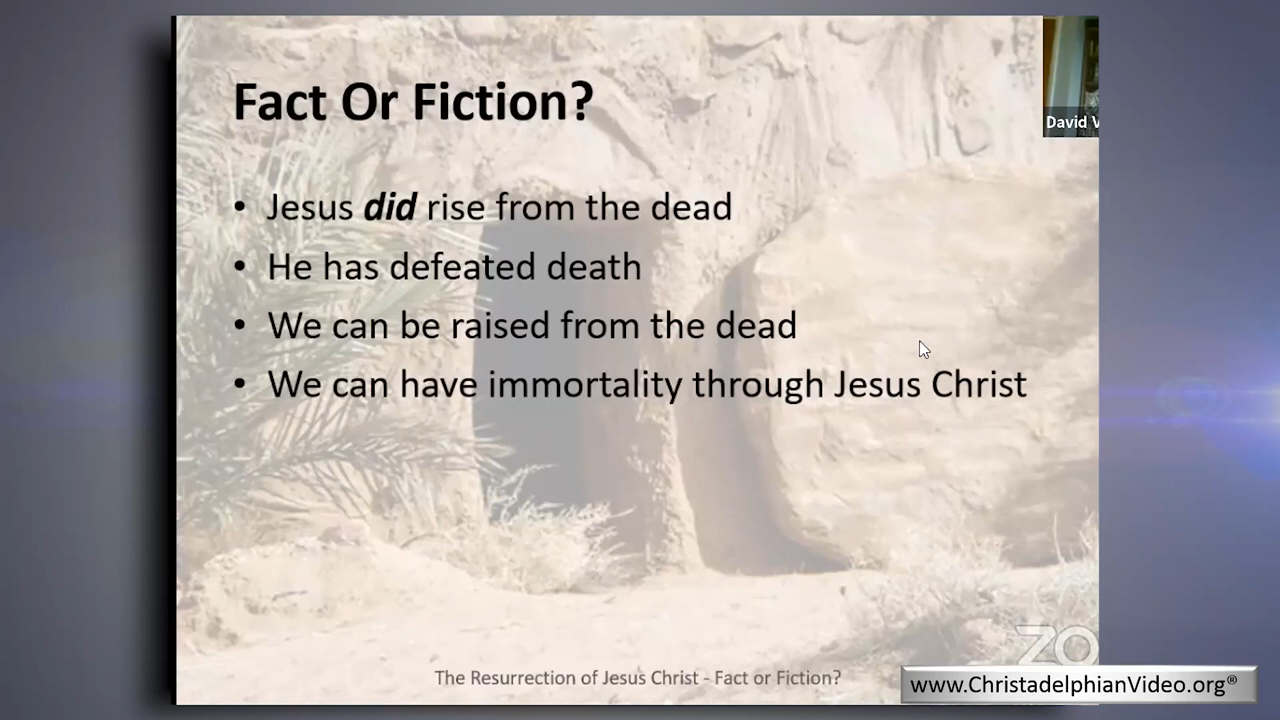 Fact Or Fiction?
David V
• Jesus did rise from the dead
• He has defeated death
• We can be raised from the dead
• We can have immortality through Jesus Christ
ZO
The Resurrection of Jesus Christ - Fact or Fiction?
www.ChristadelphianVideo.org®